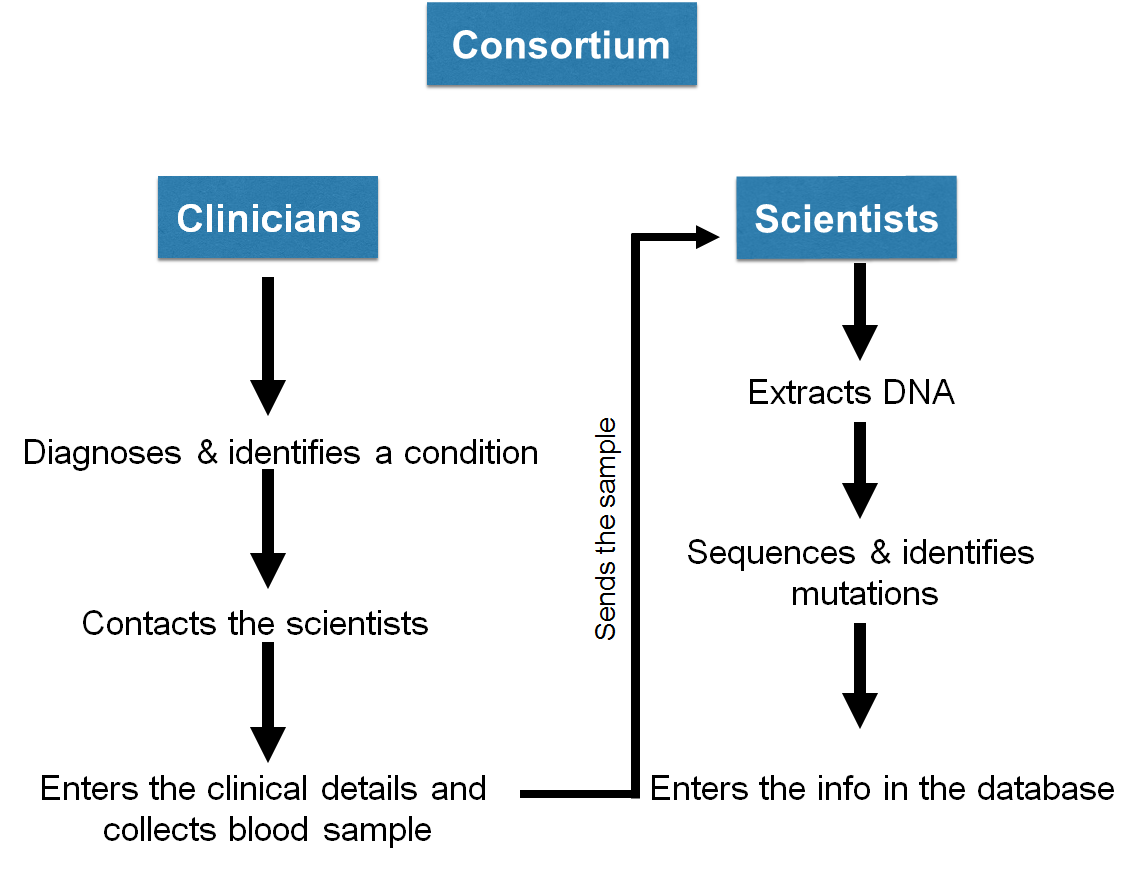 Consortium
Clinicians
Diagnoses & identifies a condition
Contacts the scientists
Enters the clinical details and
collects blood sample
Sends the sample
Scientists
Extracts DNA
Sequences & identifies
mutations
Enters the info in the database